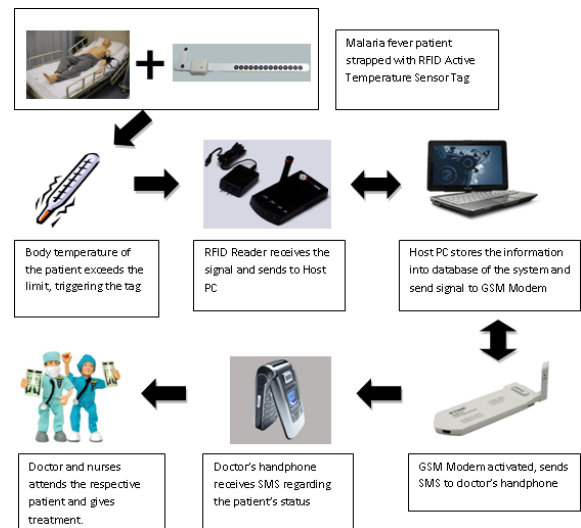 Malaria fever patient
strapped with RFID Active
Temperature Sensor Tag
Body temperature of
the patient exceeds the
limit, triggering the tag
RFID Reader receives the
signal and sends to Host
PC
Host PC stores the information
into database of the system and
send signal to GSM Modem
Doctor and nurses
attends the respective
patient and gives
treatment.
Doctor's handphone
receives SMS regarding
the patient's status
GSM Modem activated, sends
SMS to doctor's handphone